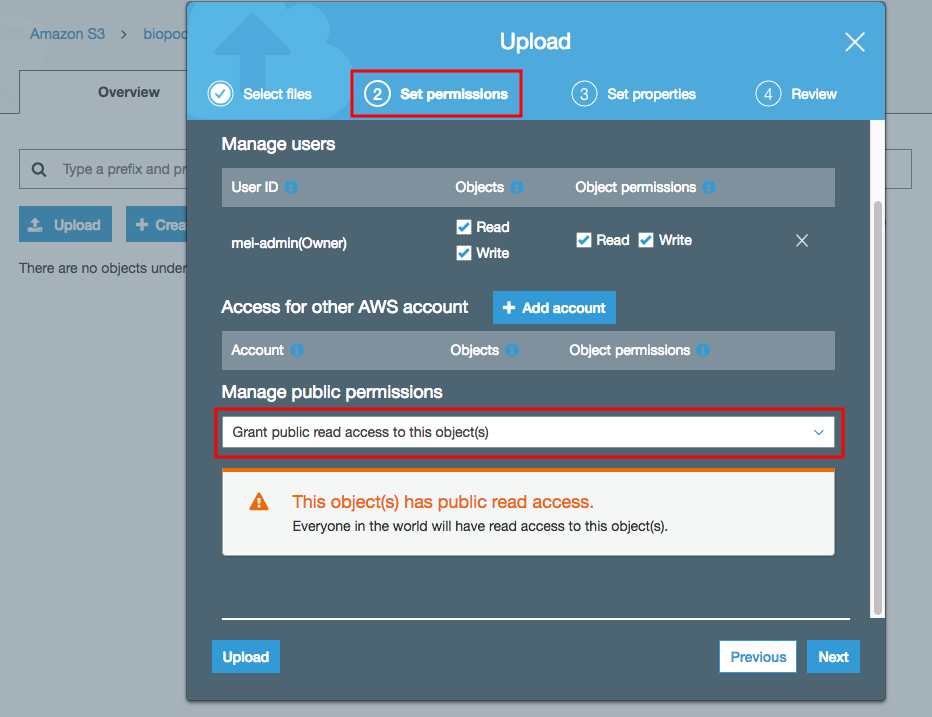 Amazon S3 > biopo
Upload
Overview
Select files
2 Set permissions
3 Set properties
4 Review
Type a prefix and pr
Upload
Crea
There are no objects under
Manage users
User ID Objects Object permissions
mei-admin(Owner)
Read
Write
Read Write
Access for other AWS account
Add account
Account Objects Object permissions
Manage public permissions
Grant public read access to this object(s)
This object(s) has public read access.
Everyone in the world will have read access to this object(s).
Upload
Previous
Next